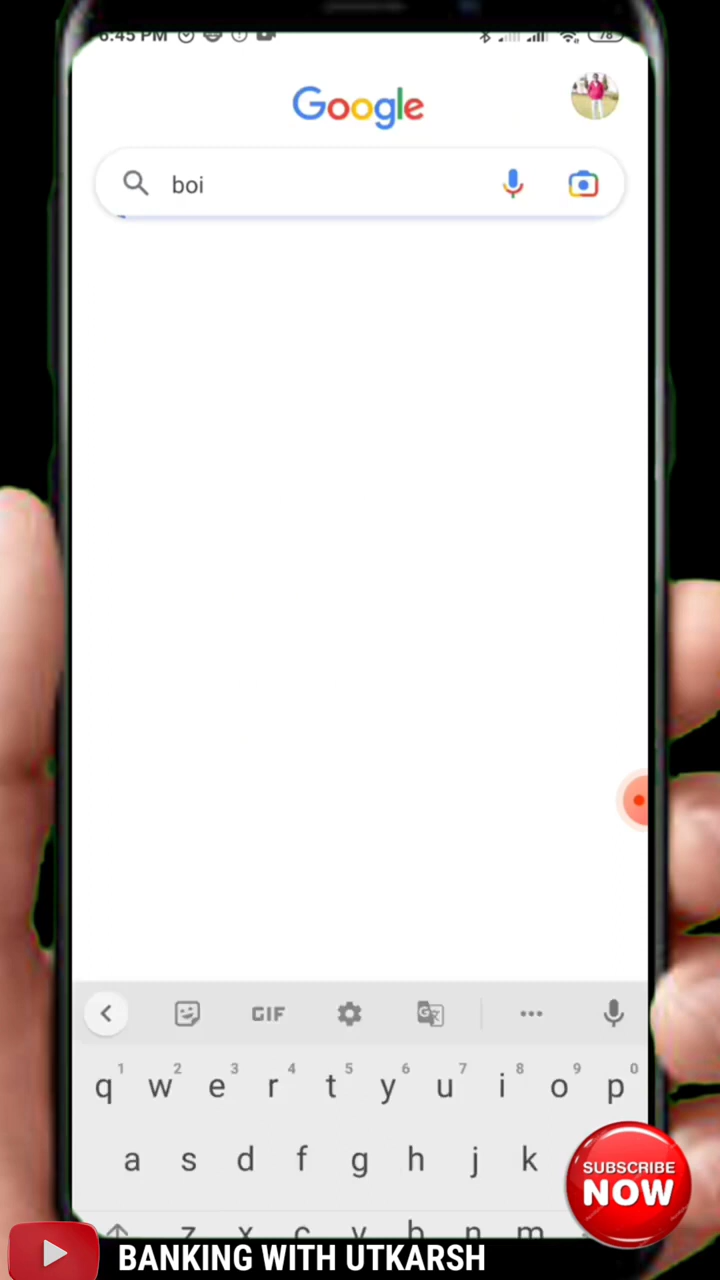 6:45 PM
78
Google
boi
GIF
1 2 3 4 5 6 7 8 9 0
q w e r t y u i o p
a s d f g h j k
z x c v b n m
SUBSCRIBE
NOW
BANKING WITH UTKARSH